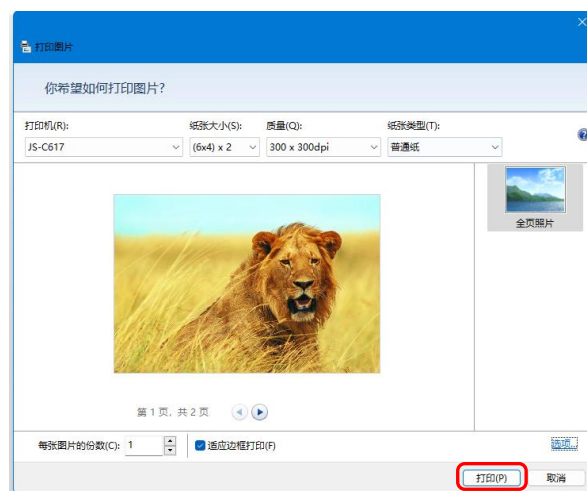 打印图片
你希望如何打印图片?
打印机(R): 纸张大小(S): 质量(Q): 纸张类型(T):
JS-C617 (6x4) x 2 300 x 300dpi 普通纸
全页照片
第 1 页, 共 2 页
每张图片的份数(C): 1 适应边框打印(F) 选项...
打印(P) 取消